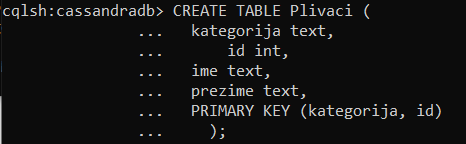 cqlsh:cassandradb> CREATE TABLE Plivaci (
... kategorija text,
... id int,
... ime text,
... prezime text,
... PRIMARY KEY (kategorija, id)
... );